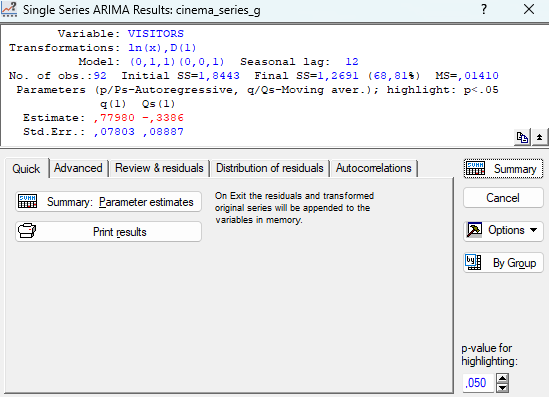 Single Series ARIMA Results: cinema_series_g
Variable: VISITORS
Transformations: ln(x),D(1)
Model: (0,1,1)(0,0,1) Seasonal lag: 12
No. of obs.:92 Initial SS=1,8443 Final SS=1,2691 (68,81%) MS=,01410
Parameters (p/Ps-Autoregressive, q/Qs-Moving aver.); highlight: p<.05
q(1) Qs(1)
Estimate: ,77980 -,3386
Std.Err.: ,07803 ,08887
Quick Advanced Review & residuals Distribution of residuals Autocorrelations
Summary: Parameter estimates
Print results
On Exit the residuals and transformed
original series will be appended to the
variables in memory.
Summary
Cancel
Options
By Group
p-value for
highlighting:
,050